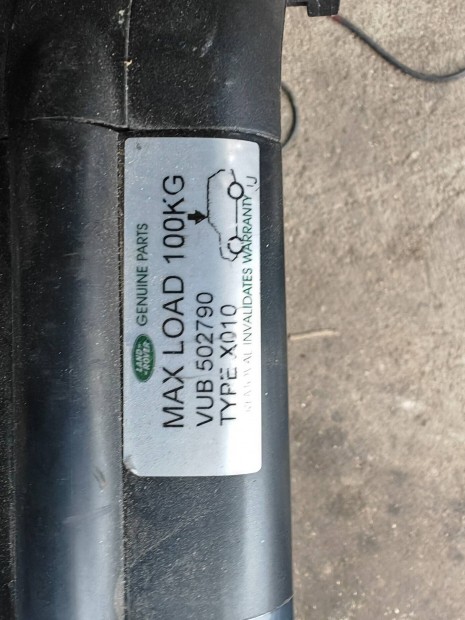 LAND
ROVER
GENUINE PARTS
MAX LOAD 100KG
VUB 502790
TYPE X010
INVALIDATES WARRANTY